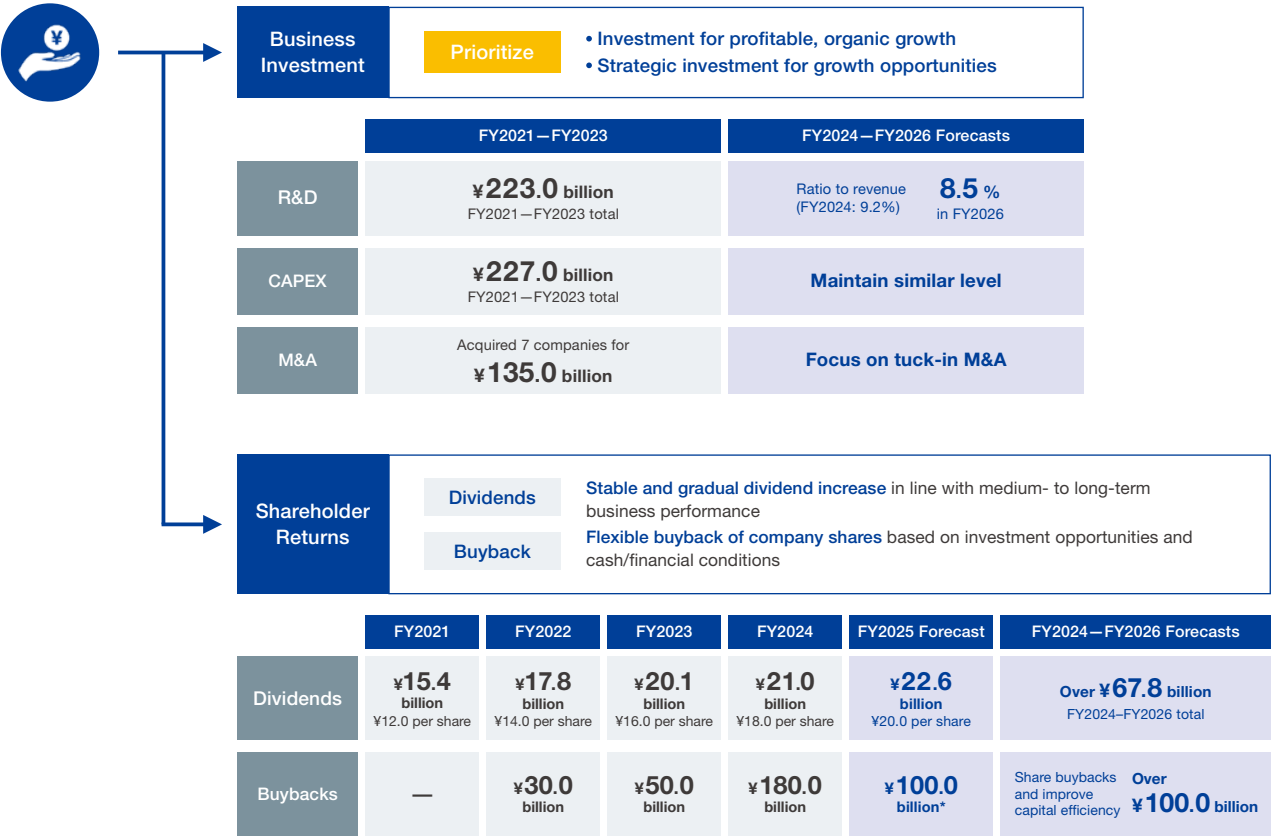 ¥
Business
Investment
Prioritize
• Investment for profitable, organic growth
• Strategic investment for growth opportunities
FY2021—FY2023
FY2024—FY2026 Forecasts
R&D
¥223.0 billion
FY2021—FY2023 total
Ratio to revenue
(FY2024: 9.2%)
8.5 %
in FY2026
CAPEX
¥227.0 billion
FY2021—FY2023 total
Maintain similar level
M&A
Acquired 7 companies for
¥135.0 billion
Focus on tuck-in M&A
Shareholder
Returns
Dividends
Stable and gradual dividend increase in line with medium- to long-term
business performance
Buyback
Flexible buyback of company shares based on investment opportunities and
cash/financial conditions
FY2021
FY2022
FY2023
FY2024
FY2025 Forecast
FY2024—FY2026 Forecasts
Dividends
¥15.4
billion
¥12.0 per share
¥17.8
billion
¥14.0 per share
¥20.1
billion
¥16.0 per share
¥21.0
billion
¥18.0 per share
¥22.6
billion
¥20.0 per share
Over ¥67.8 billion
FY2024–FY2026 total
Buybacks
—
¥30.0
billion
¥50.0
billion
¥180.0
billion
¥100.0
billion*
Share buybacks
and improve
capital efficiency
Over
¥100.0 billion